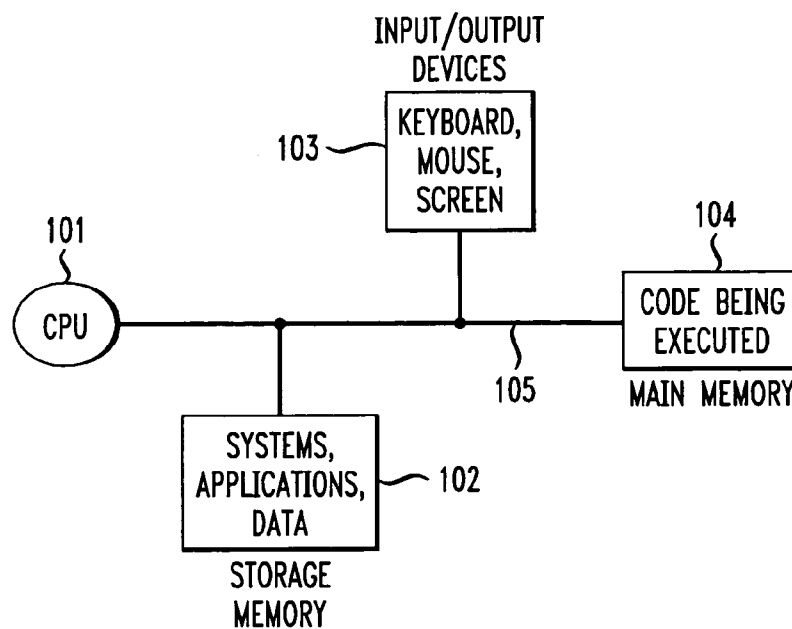 INPUT/OUTPUT
DEVICES
KEYBOARD,
MOUSE,
SCREEN
103
101
CPU
104
CODE BEING
EXECUTED
MAIN MEMORY
105
SYSTEMS,
APPLICATIONS,
DATA
102
STORAGE
MEMORY